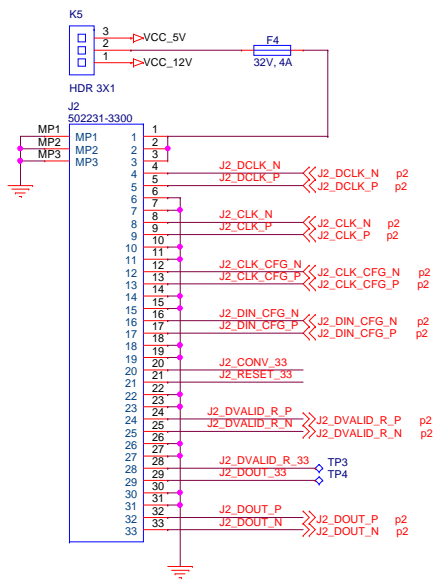 K5
3
VCC_5V
F4
2
1
VCC_12V
32V, 4A
HDR 3X1
J2
502231-3300
MP1 MP1 1 1
MP2 MP2 2 2
MP3 MP3 3 3
4 4 J2_DCLK_N J2_DCLK_N p2
5 5 J2_DCLK_P J2_DCLK_P p2
6 6
7 7
8 8 J2_CLK_N J2_CLK_N p2
9 9 J2_CLK_P J2_CLK_P p2
10 10
11 11
12 12 J2_CLK_CFG_N J2_CLK_CFG_N p2
13 13 J2_CLK_CFG_P J2_CLK_CFG_P p2
14 14
15 15
16 16 J2_DIN_CFG_N J2_DIN_CFG_N p2
17 17 J2_DIN_CFG_P J2_DIN_CFG_P p2
18 18
19 19
20 20 J2_CONV_33
21 21 J2_RESET_33
22 22
23 23
24 24 J2_DVALID_R_P J2_DVALID_R_P p2
25 25 J2_DVALID_R_N J2_DVALID_R_N p2
26 26
27 27
28 28 J2_DVALID_R_33 TP3
29 29 J2_DOUT_33 TP4
30 30
31 31
32 32 J2_DOUT_P J2_DOUT_P p2
33 33 J2_DOUT_N J2_DOUT_N p2